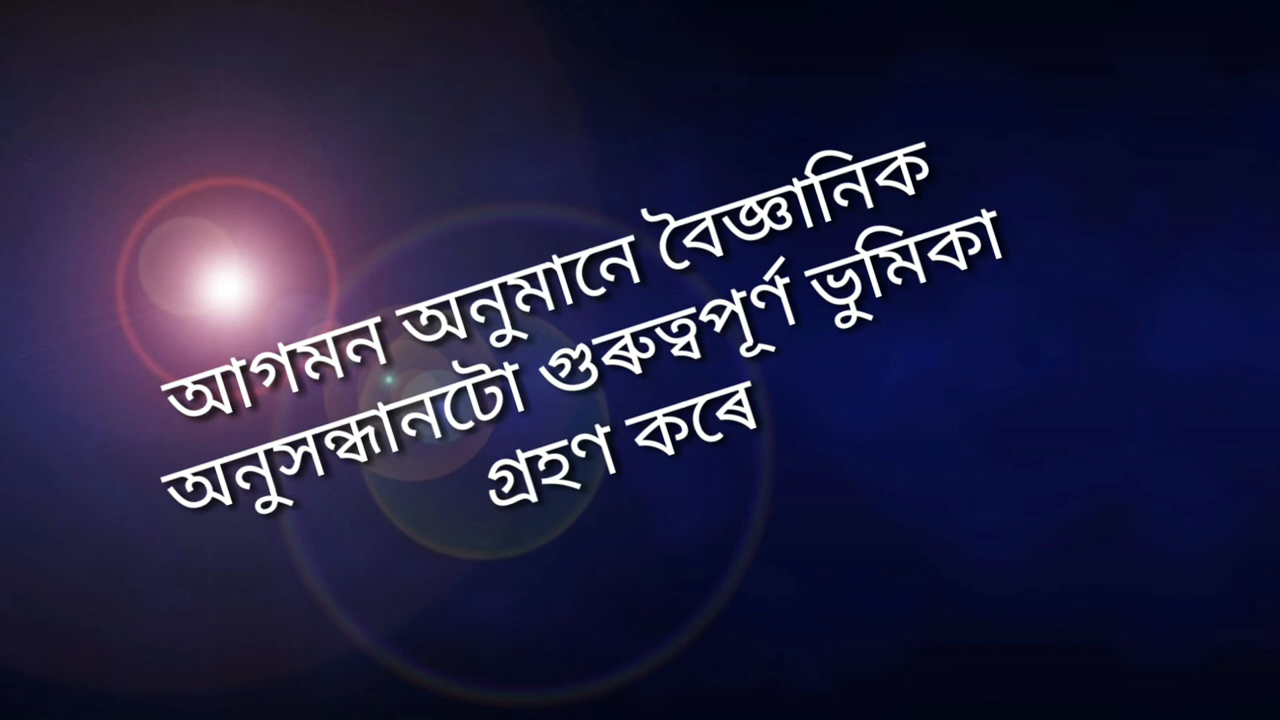 আগমন অনুমানে বৈজ্ঞানিক
অনুসন্ধানটো গুৰুত্বপূৰ্ণ ভুমিকা
গ্ৰহণ কৰে